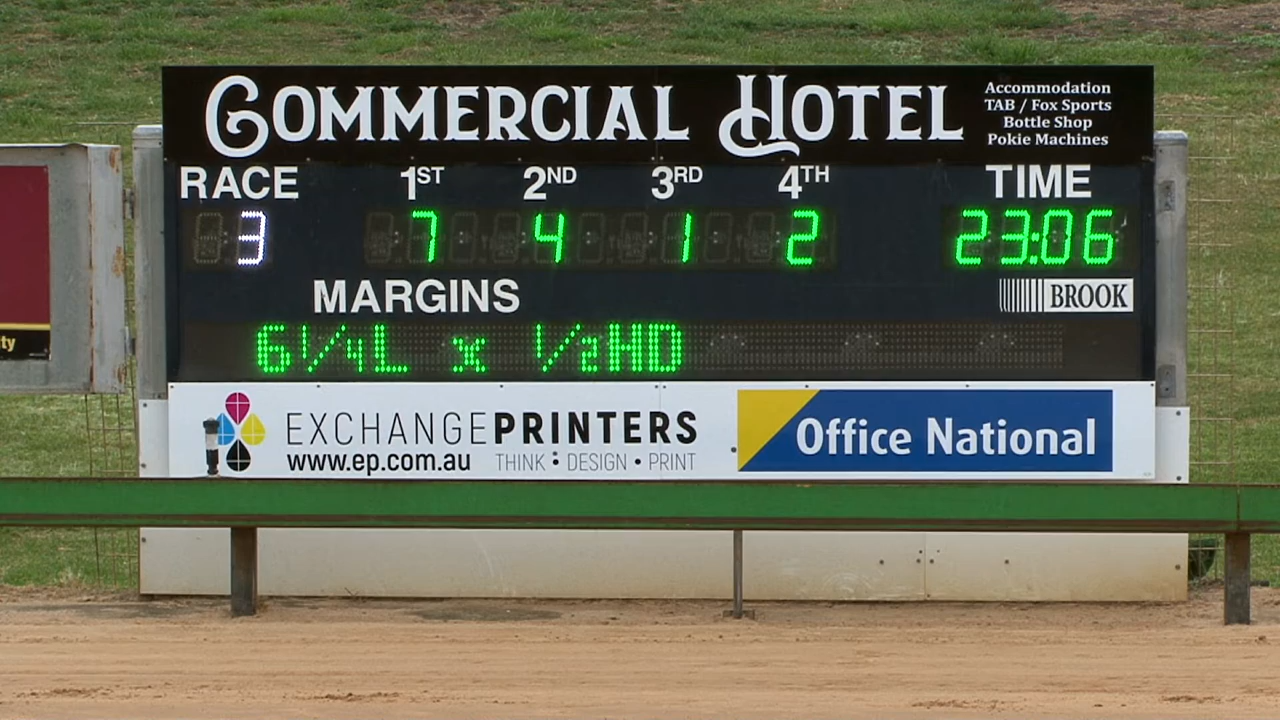 COMMERCIAL HOTEL
Accommodation
TAB / Fox Sports
Bottle Shop
Pokie Machines
RACE 1ST 2ND 3RD 4TH TIME
3 7 4 1 2 23:06
MARGINS
BROOK
6¼L x ½HD
ty
EXCHANGEPRINTERS
www.ep.com.au THINK • DESIGN • PRINT
Office National